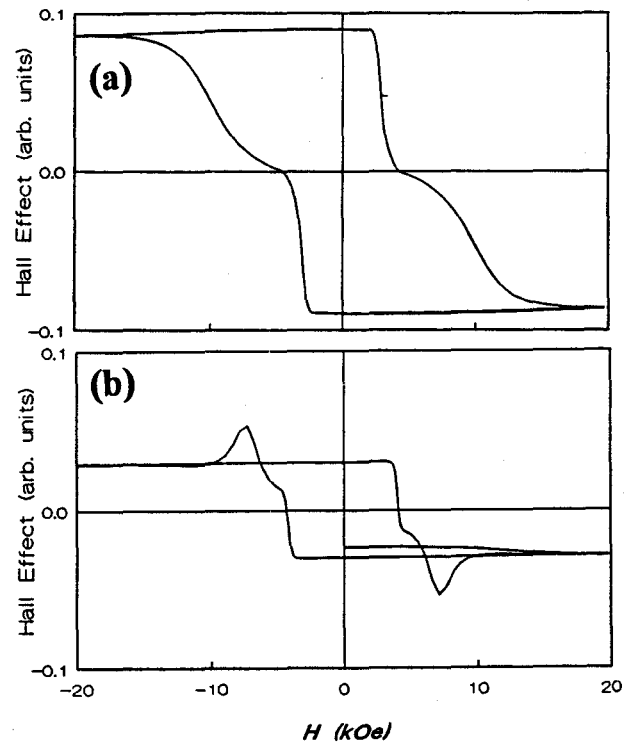 0.1
(a)
0.0
-0.1
Hall Effect (arb. units)
0.1
(b)
0.0
-0.1
Hall Effect (arb. units)
-20 -10 0 10 20
H (kOe)